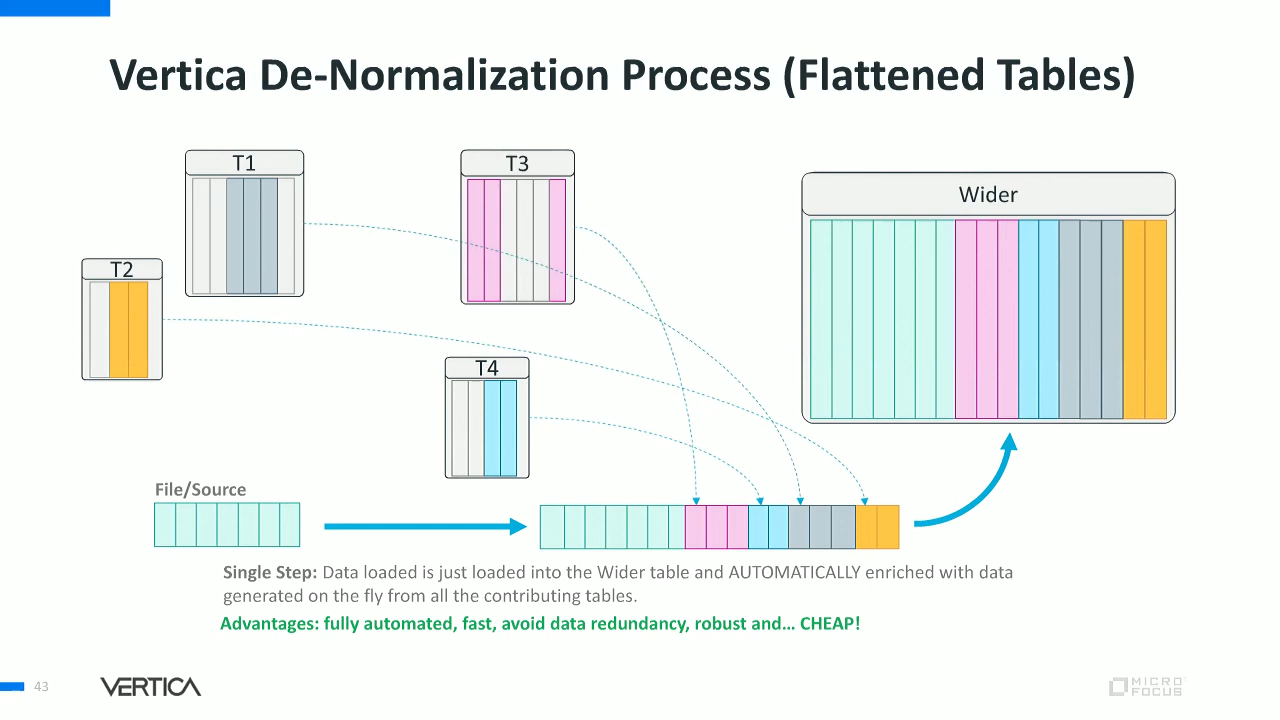 Vertica De-Normalization Process (Flattened Tables)
T1
T3
Wider
T2
T4
File/Source
Single Step: Data loaded is just loaded into the Wider table and AUTOMATICALLY enriched with data
generated on the fly from all the contributing tables.
Advantages: fully automated, fast, avoid data redundancy, robust and... CHEAP!
43
VERTICA
MICRO
FOCUS